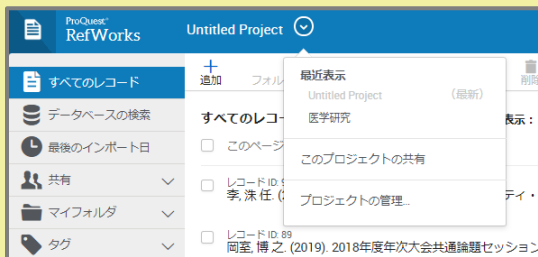 ProQuest®
RefWorks
Untitled Project
すべてのレコード
データベースの検索
最後のインポート日
共有
マイフォルダ
タグ
追加
フォル
削除
最近表示
Untitled Project (最新)
医学研究
このプロジェクトの共有
プロジェクトの管理...
すべてのレコー
表示：
このページ
レコード ID:
李, 洙任. (2
ティ・
レコード ID: 89
岡室, 博之. (2019). 2018年度年次大会共通論題セッション